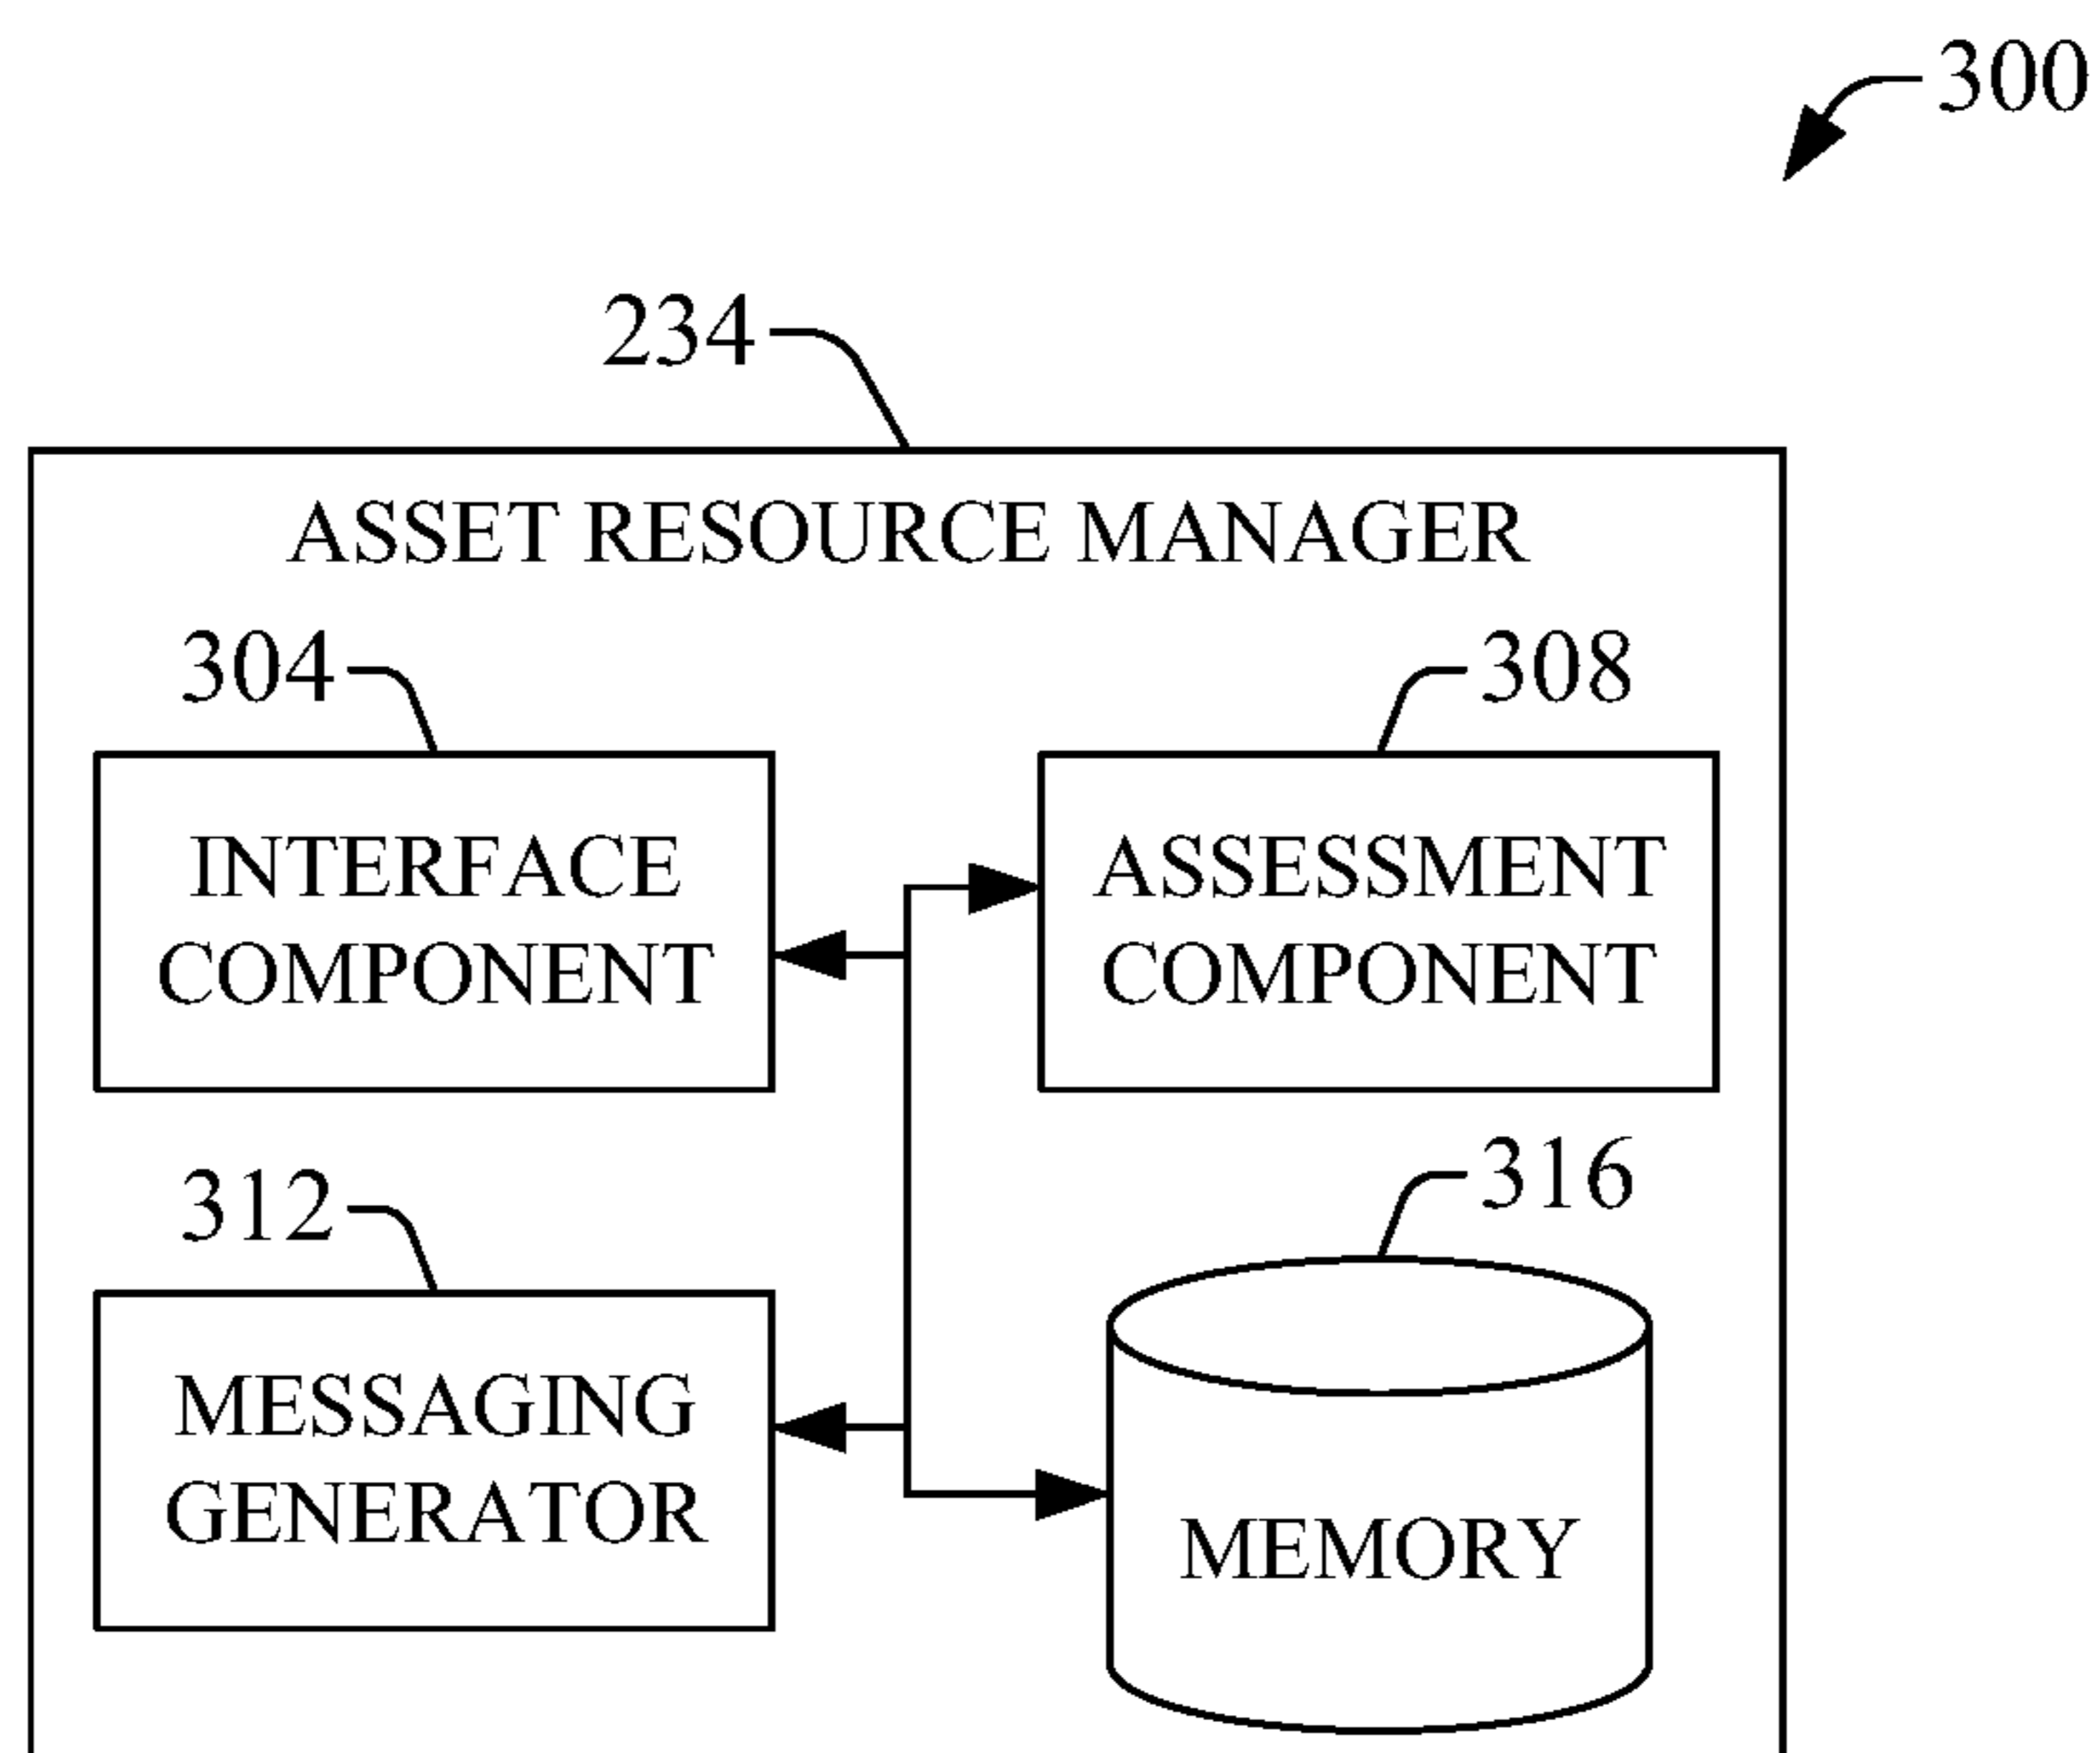 300
234
ASSET RESOURCE MANAGER
304
308
INTERFACE
COMPONENT
ASSESSMENT
COMPONENT
312
316
MESSAGING
GENERATOR
MEMORY